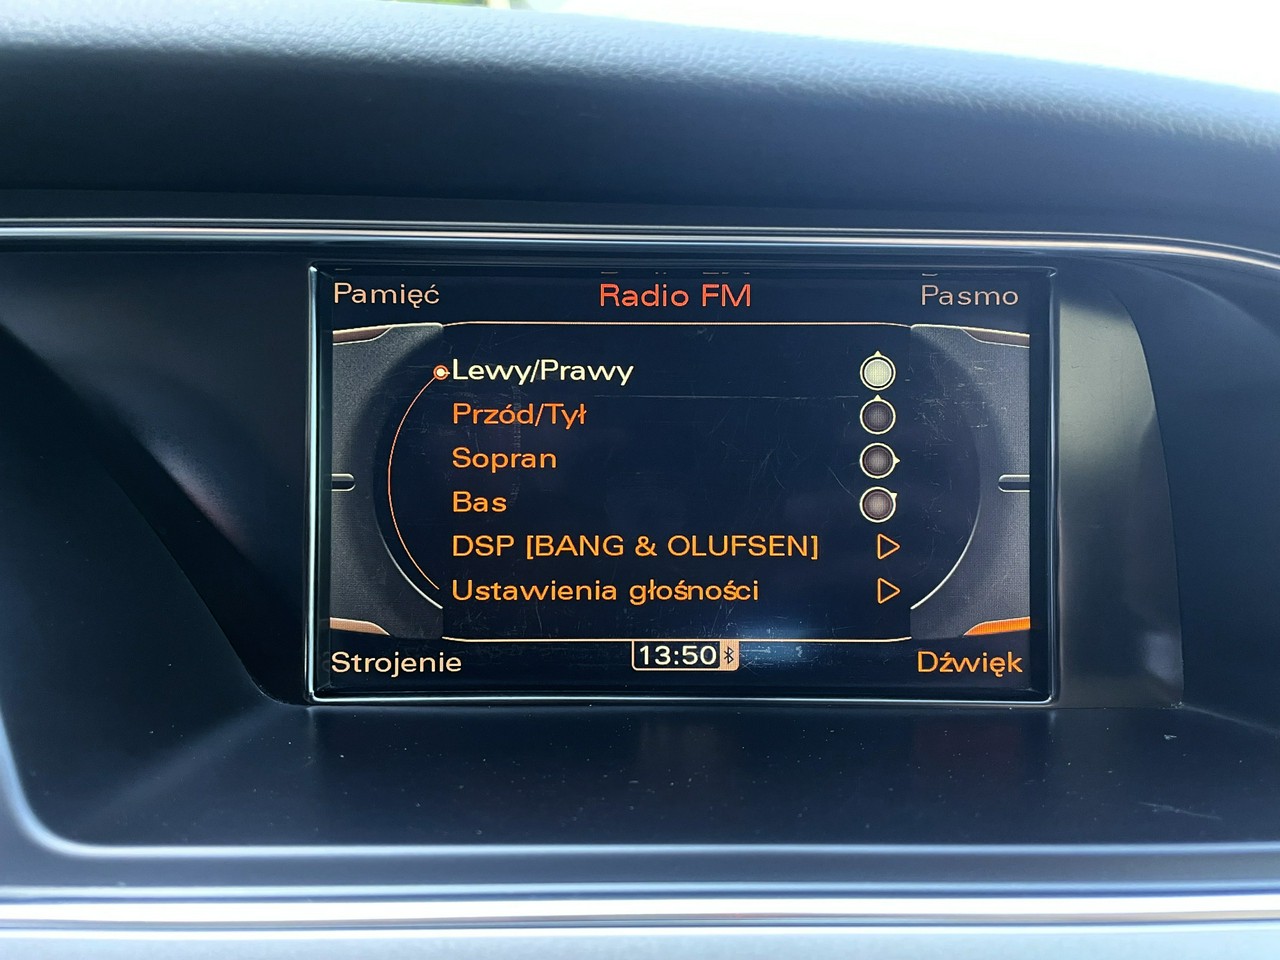 Pamięć Radio FM Pasmo
Lewy/Prawy
Przód/Tył
Sopran
Bas
DSP [BANG & OLUFSEN]
Ustawienia głośności
Strojenie 13:50 Dźwięk